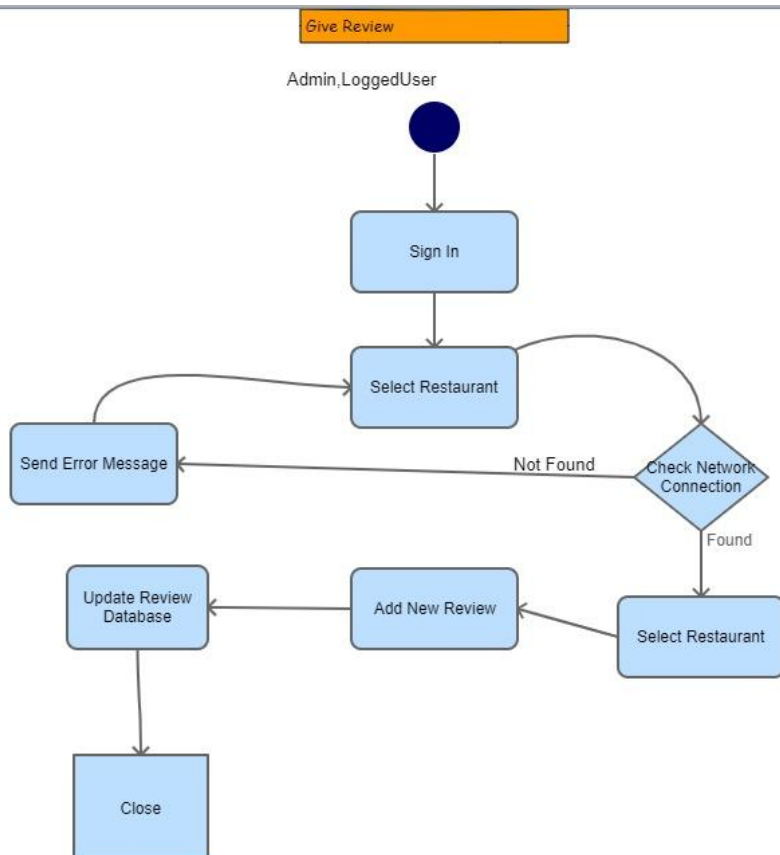 Give Review
Admin,LoggedUser
Sign In
Select Restaurant
Send Error Message
Not Found
Check Network
Connection
Found
Update Review
Database
Add New Review
Select Restaurant
Close